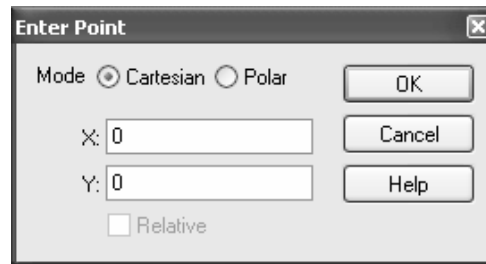 Enter Point
Mode Cartesian Polar OK
X: 0 Cancel
Y: 0 Help
Relative